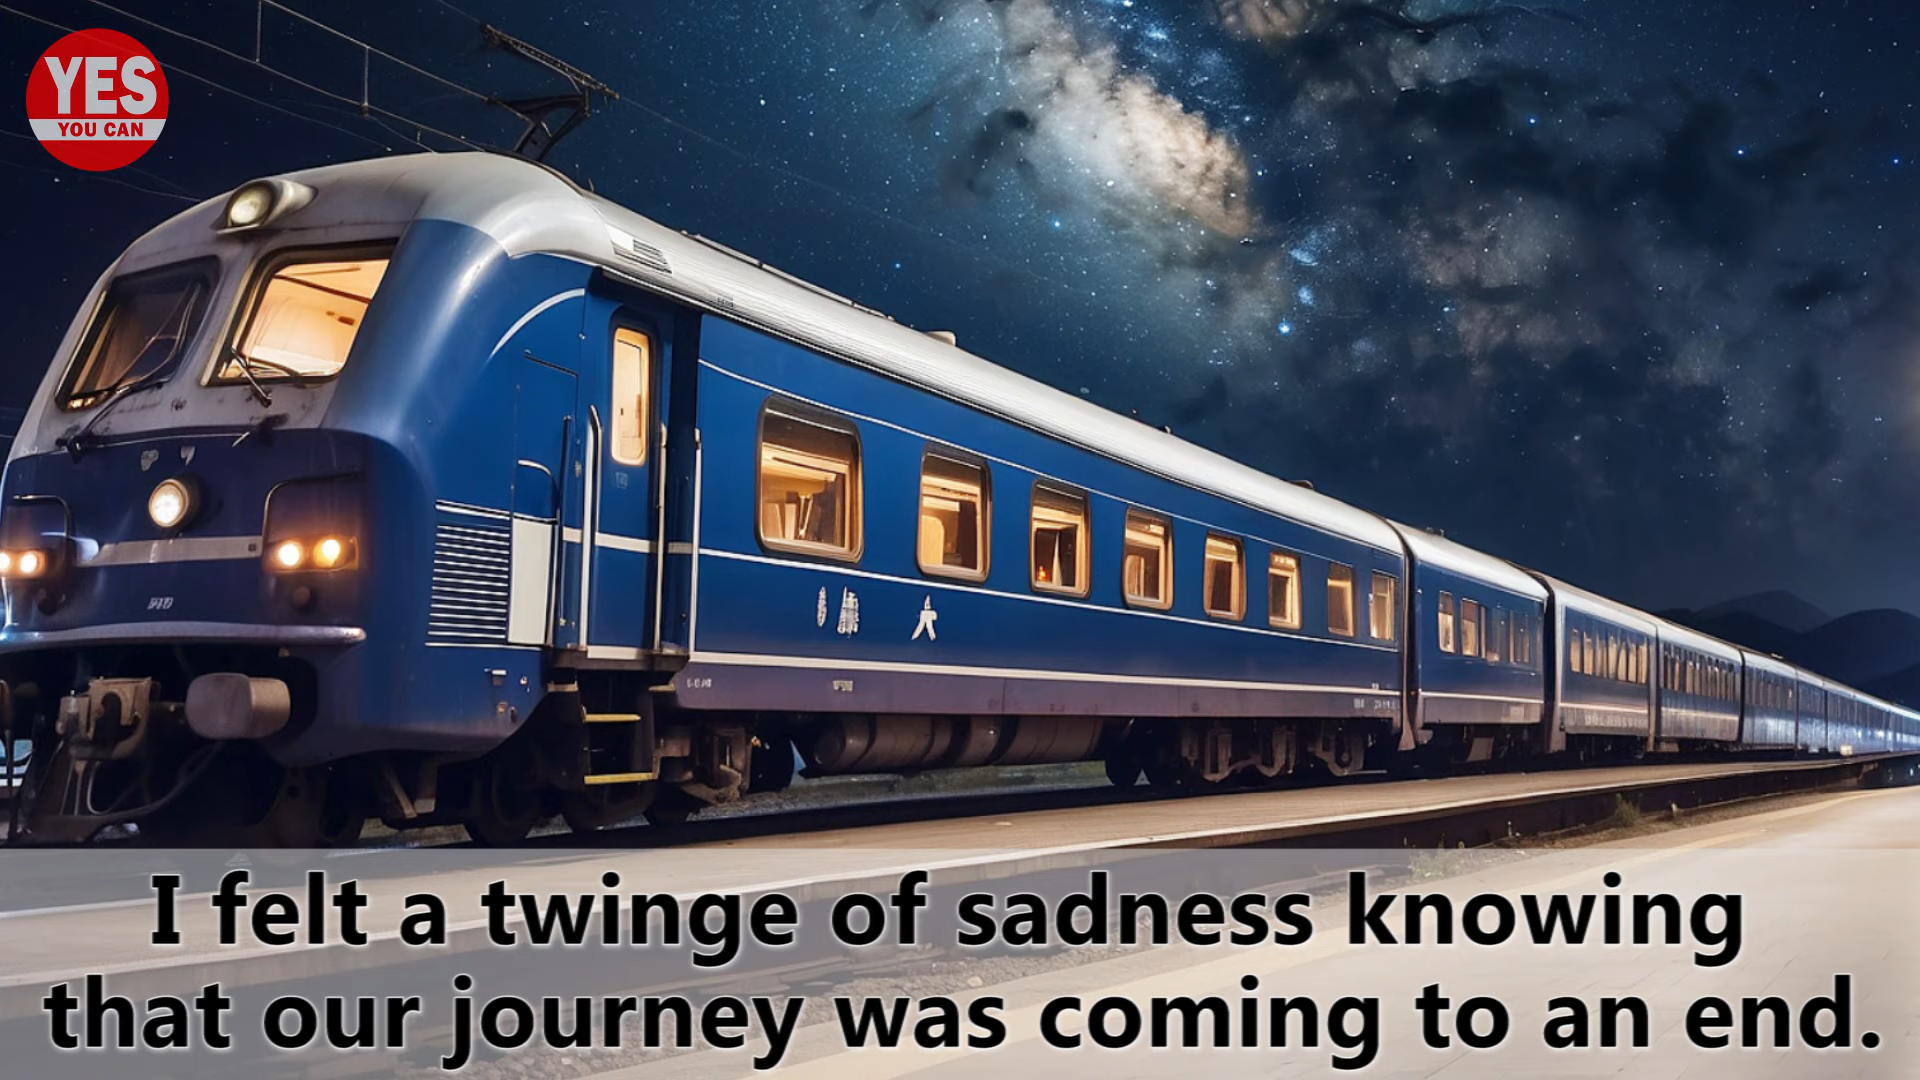 YES
YOU CAN
I felt a twinge of sadness knowing
that our journey was coming to an end.